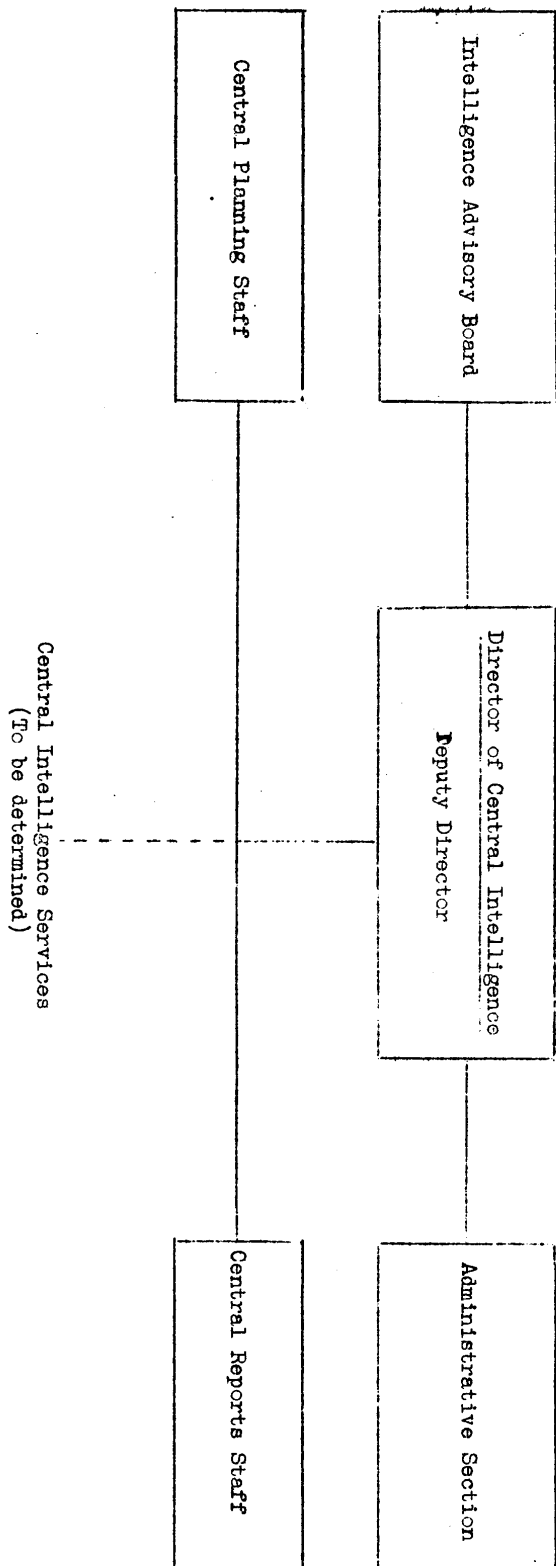 Intelligence Advisory Board
Director of Central Intelligence
Deputy Director
Administrative Section
Central Planning Staff
Central Reports Staff
Central Intelligence Services
(To be determined)